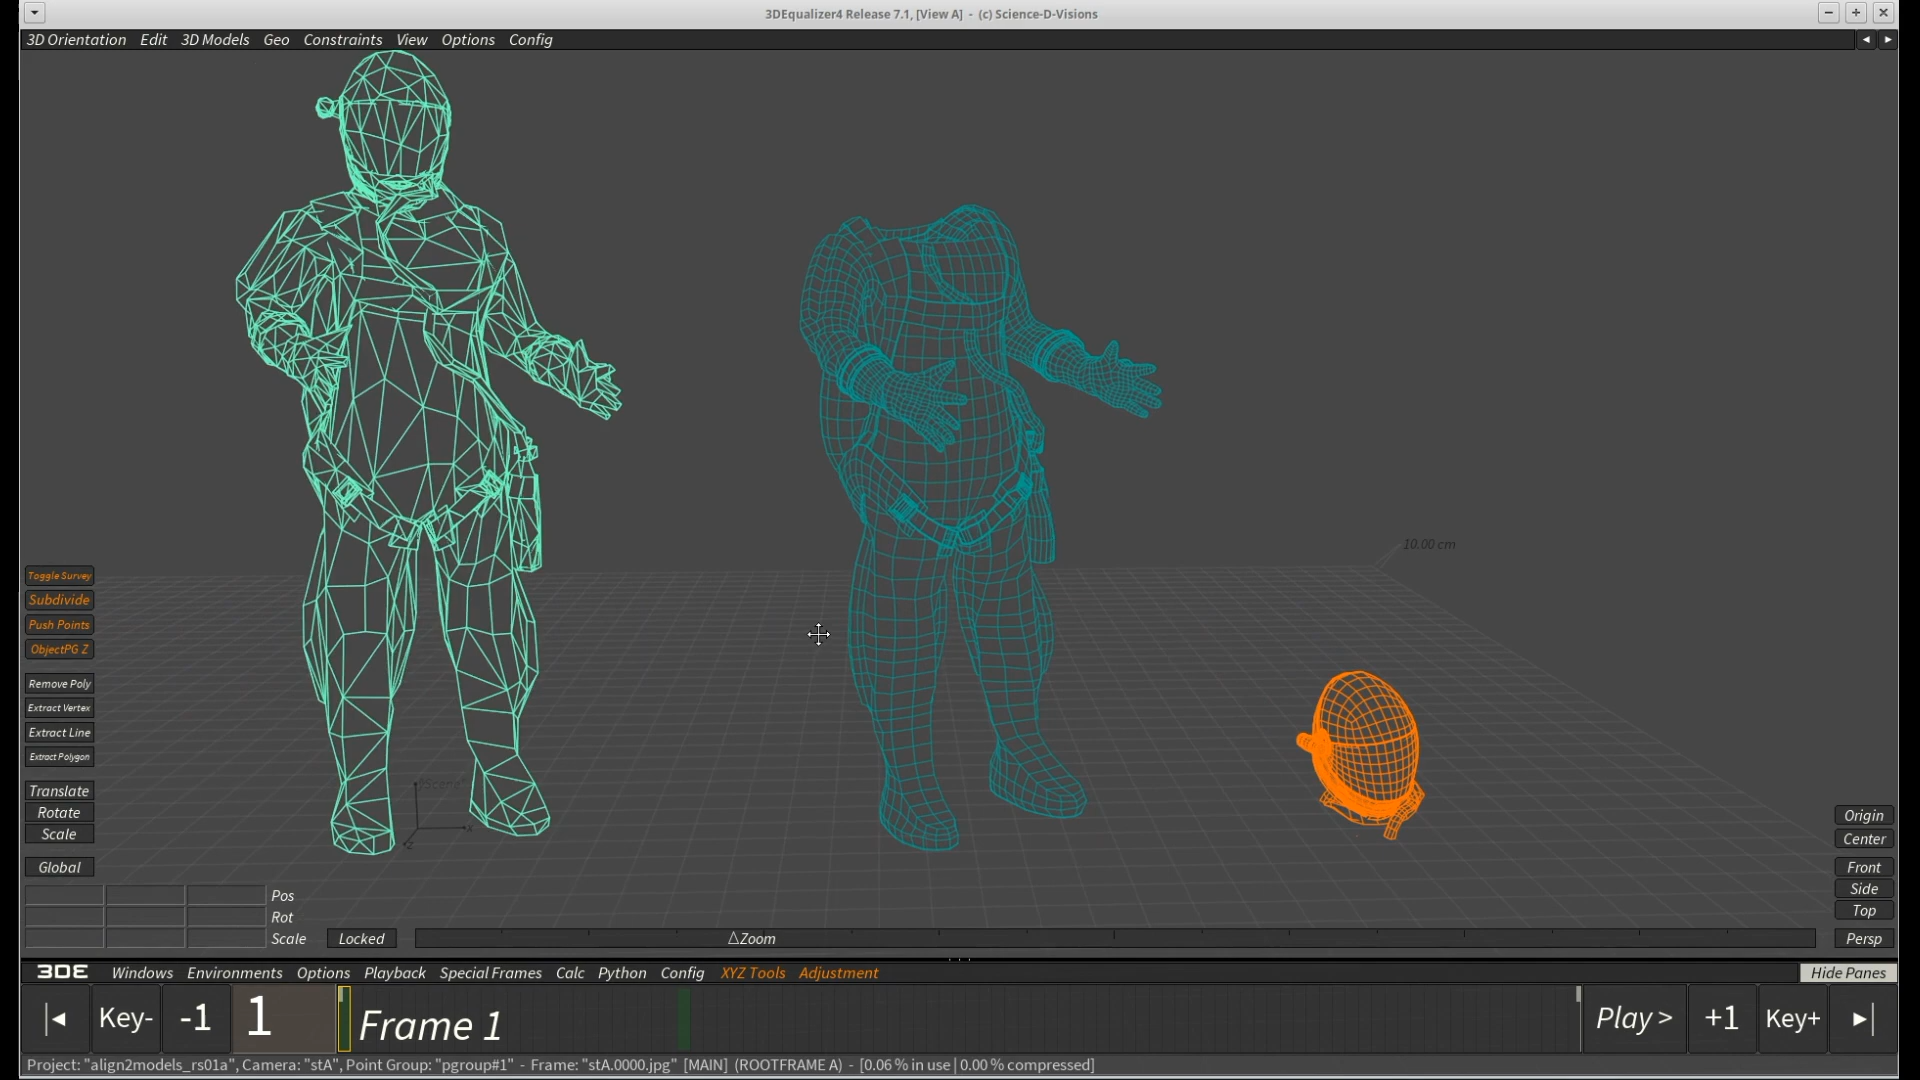 3DEqualizer4 Release 7.1, [View A]  -  (c) Science-D-Visions
3D Orientation Edit 3D Models Geo Constraints View Options Config
10.00 cm
Toggle Survey
Subdivide
Push Points
ObjectPG Z
Remove Poly
Extract Vertex
Extract Line
Extract Polygon
Translate
Rotate
Scale
Global
Origin
Center
Front
Side
Top
Persp
Pos
Rot
Scale Locked Zoom
3DE Windows Environments Options Playback Special Frames Calc Python Config XYZ Tools Adjustment Hide Panes
Key- -1 1 Frame 1 Play > +1 Key+
Project: "align2models_rs01a", Camera: "stA", Point Group: "pgroup#1"  -  Frame: "stA.0000.jpg"  [MAIN]  (ROOTFRAME A)  -  [0.06 % in use | 0.00 % compressed]